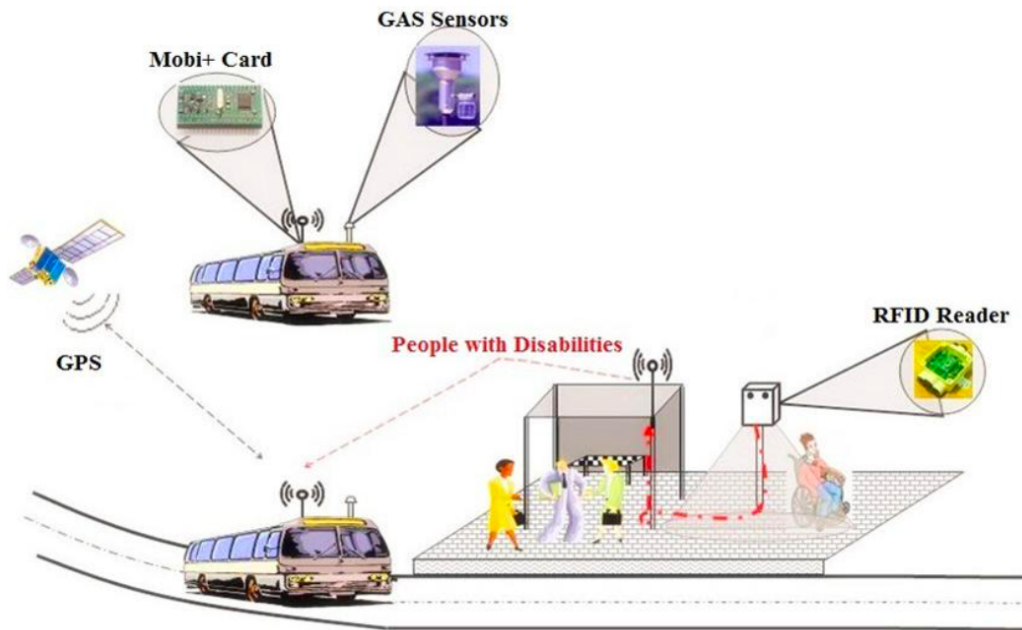 GAS Sensors
Mobi+ Card
RFID Reader
People with Disabilities
GPS